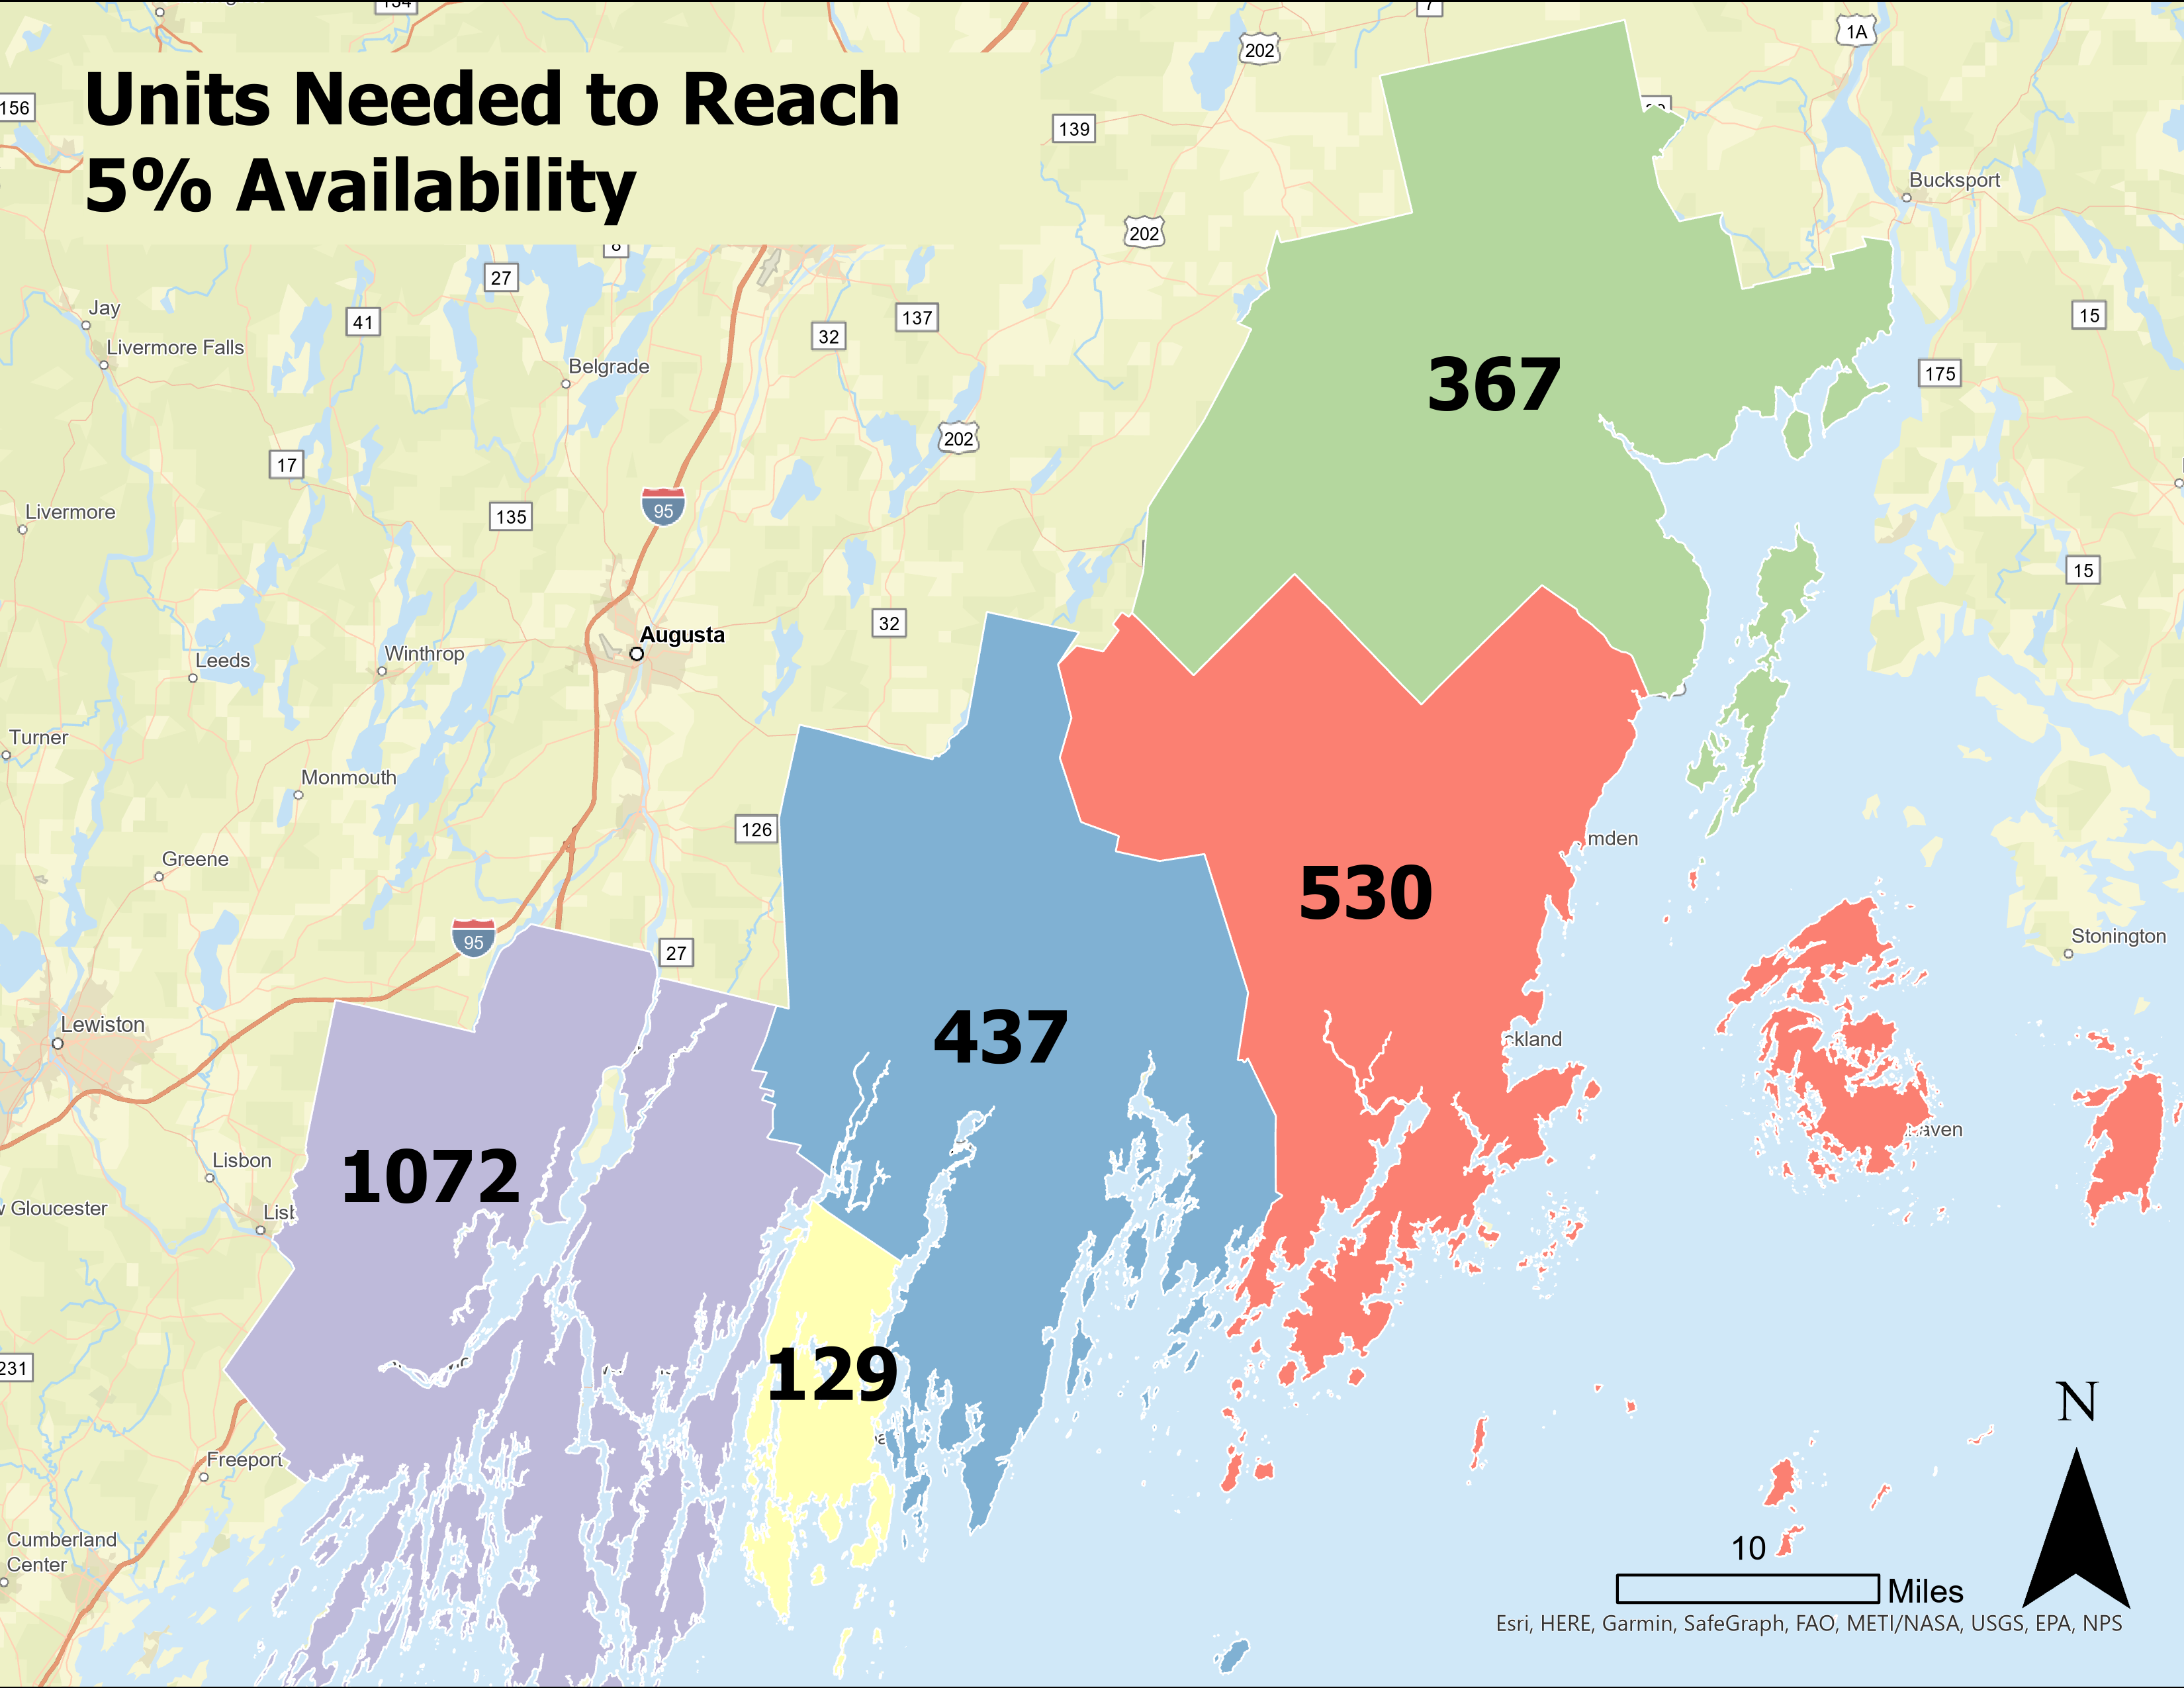 202
1A
156
Units Needed to Reach
5% Availability
139
Bucksport
202
27
Jay
41
32
137
15
Livermore Falls
Belgrade
175
367
202
17
Livermore
135
95
15
32
Augusta
Leeds
Winthrop
Turner
Monmouth
126
mden
Greene
530
95
27
Stonington
Lewiston
437
kland
aven
Lisbon
1072
Gloucester
Lisb
231
129
N
Freeport
Cumberland
Center
10
Miles
Esri, HERE, Garmin, SafeGraph, FAO, METI/NASA, USGS, EPA, NPS